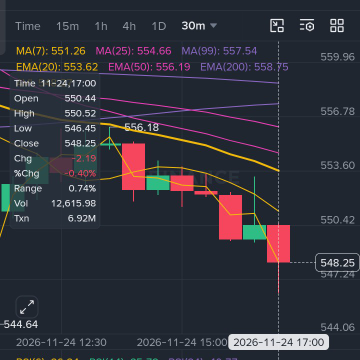 Time 15m 1h 4h 1D 30m
MA(7): 551.26 MA(25): 554.66 MA(99): 557.54
EMA(20): 553.62 EMA(50): 556.19 EMA(200): 558.75
559.96
Time 11-24,17:00
Open 550.44
High 550.52
Low 546.45
Close 548.25
Chg -2.19
%Chg -0.40%
Range 0.74%
Vol 12,615.98
Txn 6.92M
556.18
556.78
553.60
550.42
548.25
547.24
544.64
544.06
2026-11-24 12:30 2026-11-24 15:00 2026-11-24 17:00